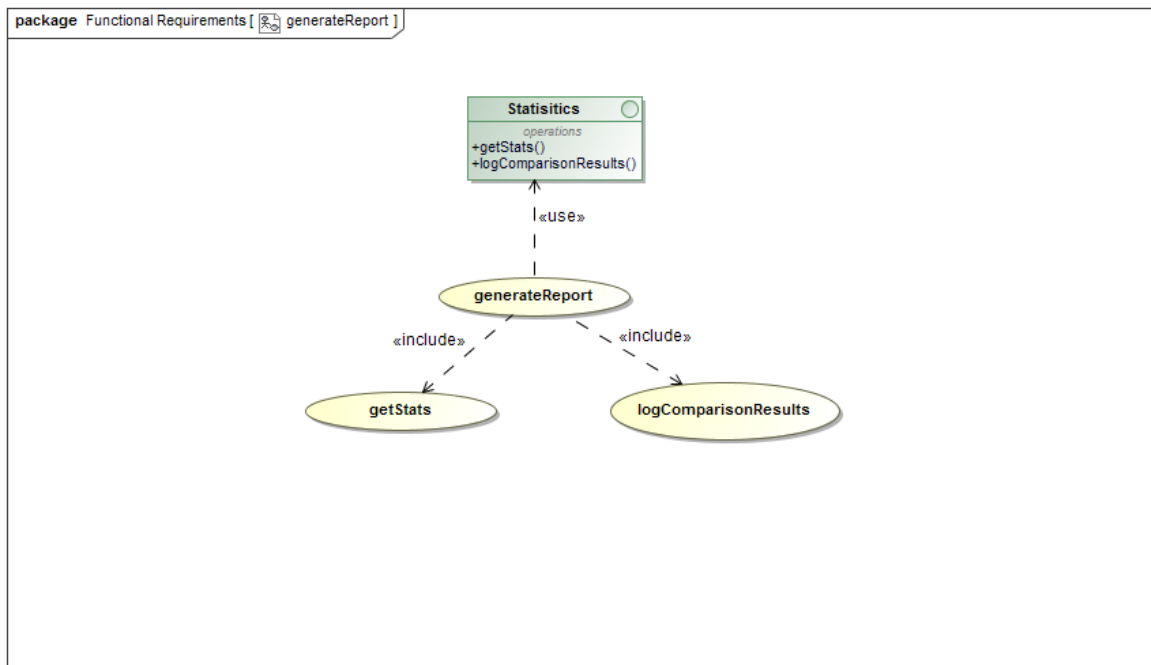 package Functional Requirements [ generateReport ]
Statisitics
operations
+getStats()
+logComparisonResults()
«use»
generateReport
«include»
«include»
getStats
logComparisonResults